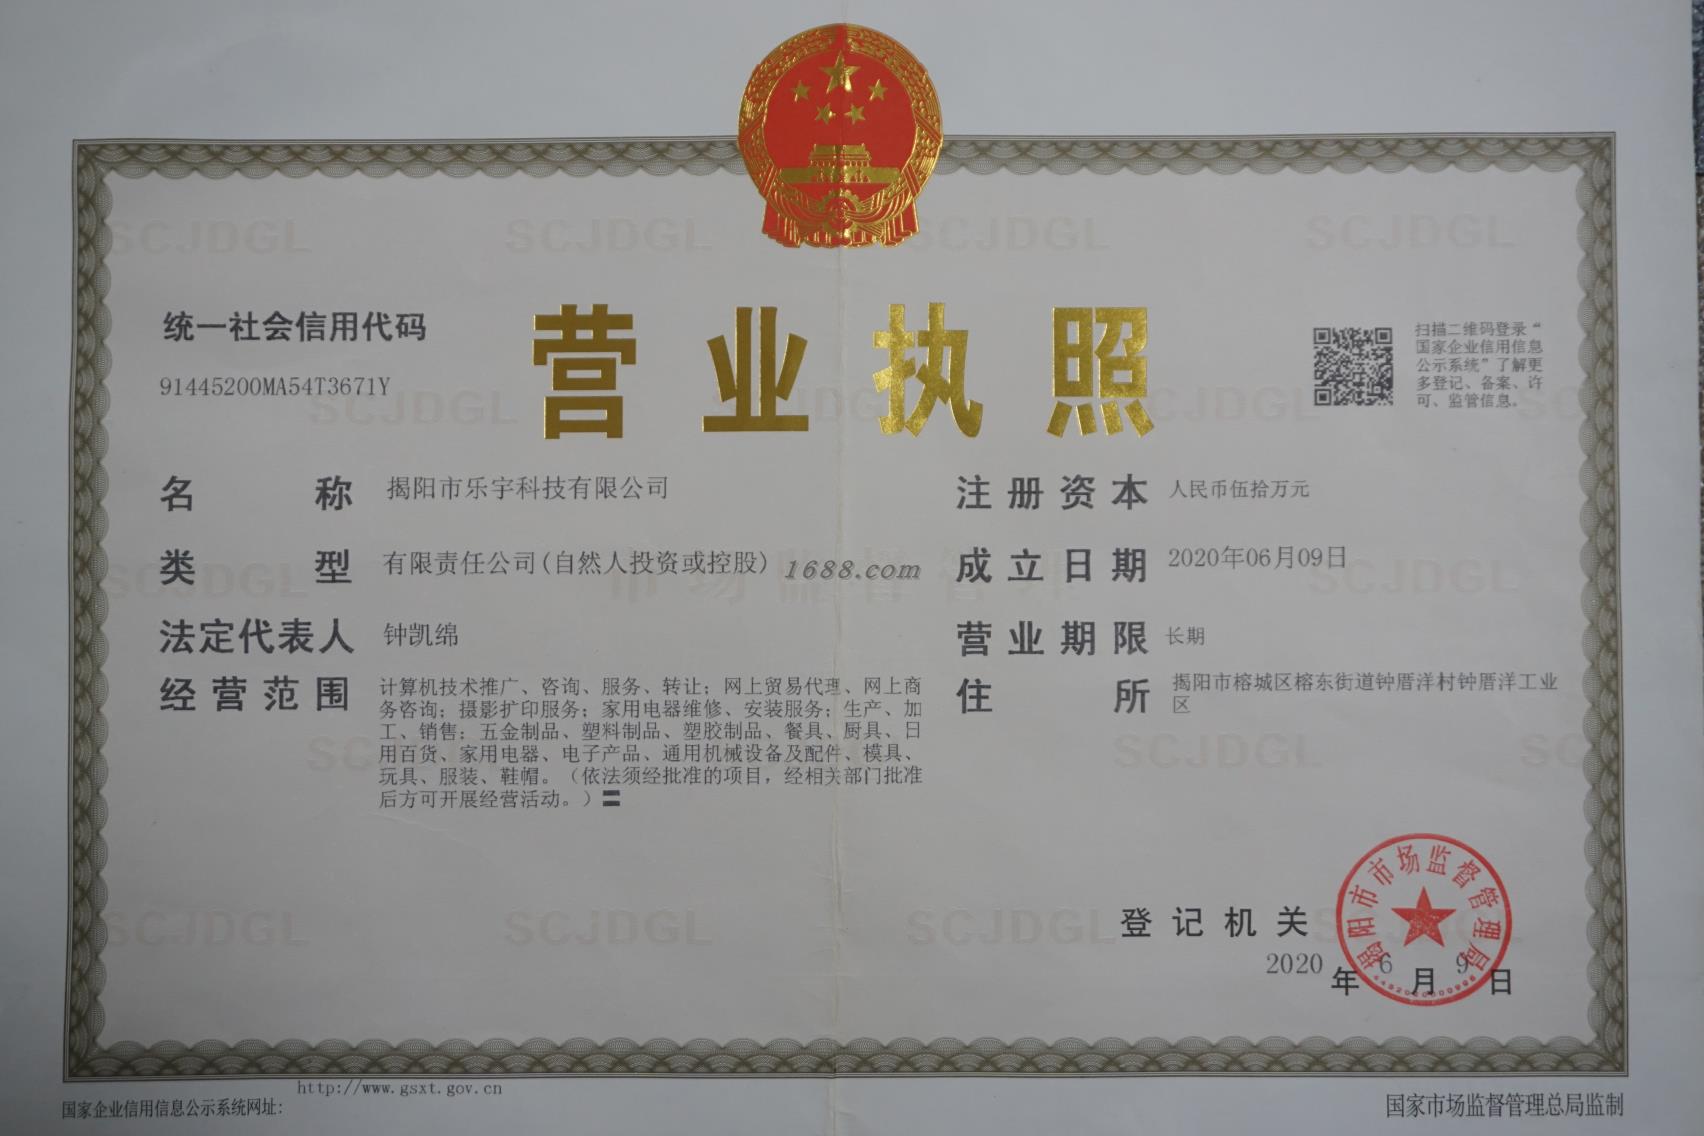 统一社会信用代码
91445200MA54T3671Y
营业执照
扫描二维码登录“
国家企业信用信息
公示系统”了解更
多登记、备案、许
可、监管信息。
名称 揭阳市乐宇科技有限公司
类型 有限责任公司(自然人投资或控股)
1688.com
法定代表人 钟凯绵
经营范围 计算机技术推广、咨询、服务、转让；网上贸易代理、网上商
务咨询；摄影扩印服务；家用电器维修、安装服务；生产、加
工、销售：五金制品、塑料制品、塑胶制品、餐具、厨具、日
用百货、家用电器、电子产品、通用机械设备及配件、模具、
玩具、服装、鞋帽。（依法须经批准的项目，经相关部门批准
后方可开展经营活动。）
注册资本 人民币伍拾万元
成立日期 2020年06月09日
营业期限 长期
住所 揭阳市榕城区榕东街道钟厝洋村钟厝洋工业
区
登记机关
揭阳市市场监督管理局
2020年6月9日
http://www.gsxt.gov.cn
国家企业信用信息公示系统网址:
国家市场监督管理总局监制
SCJDGL
市场监督管理